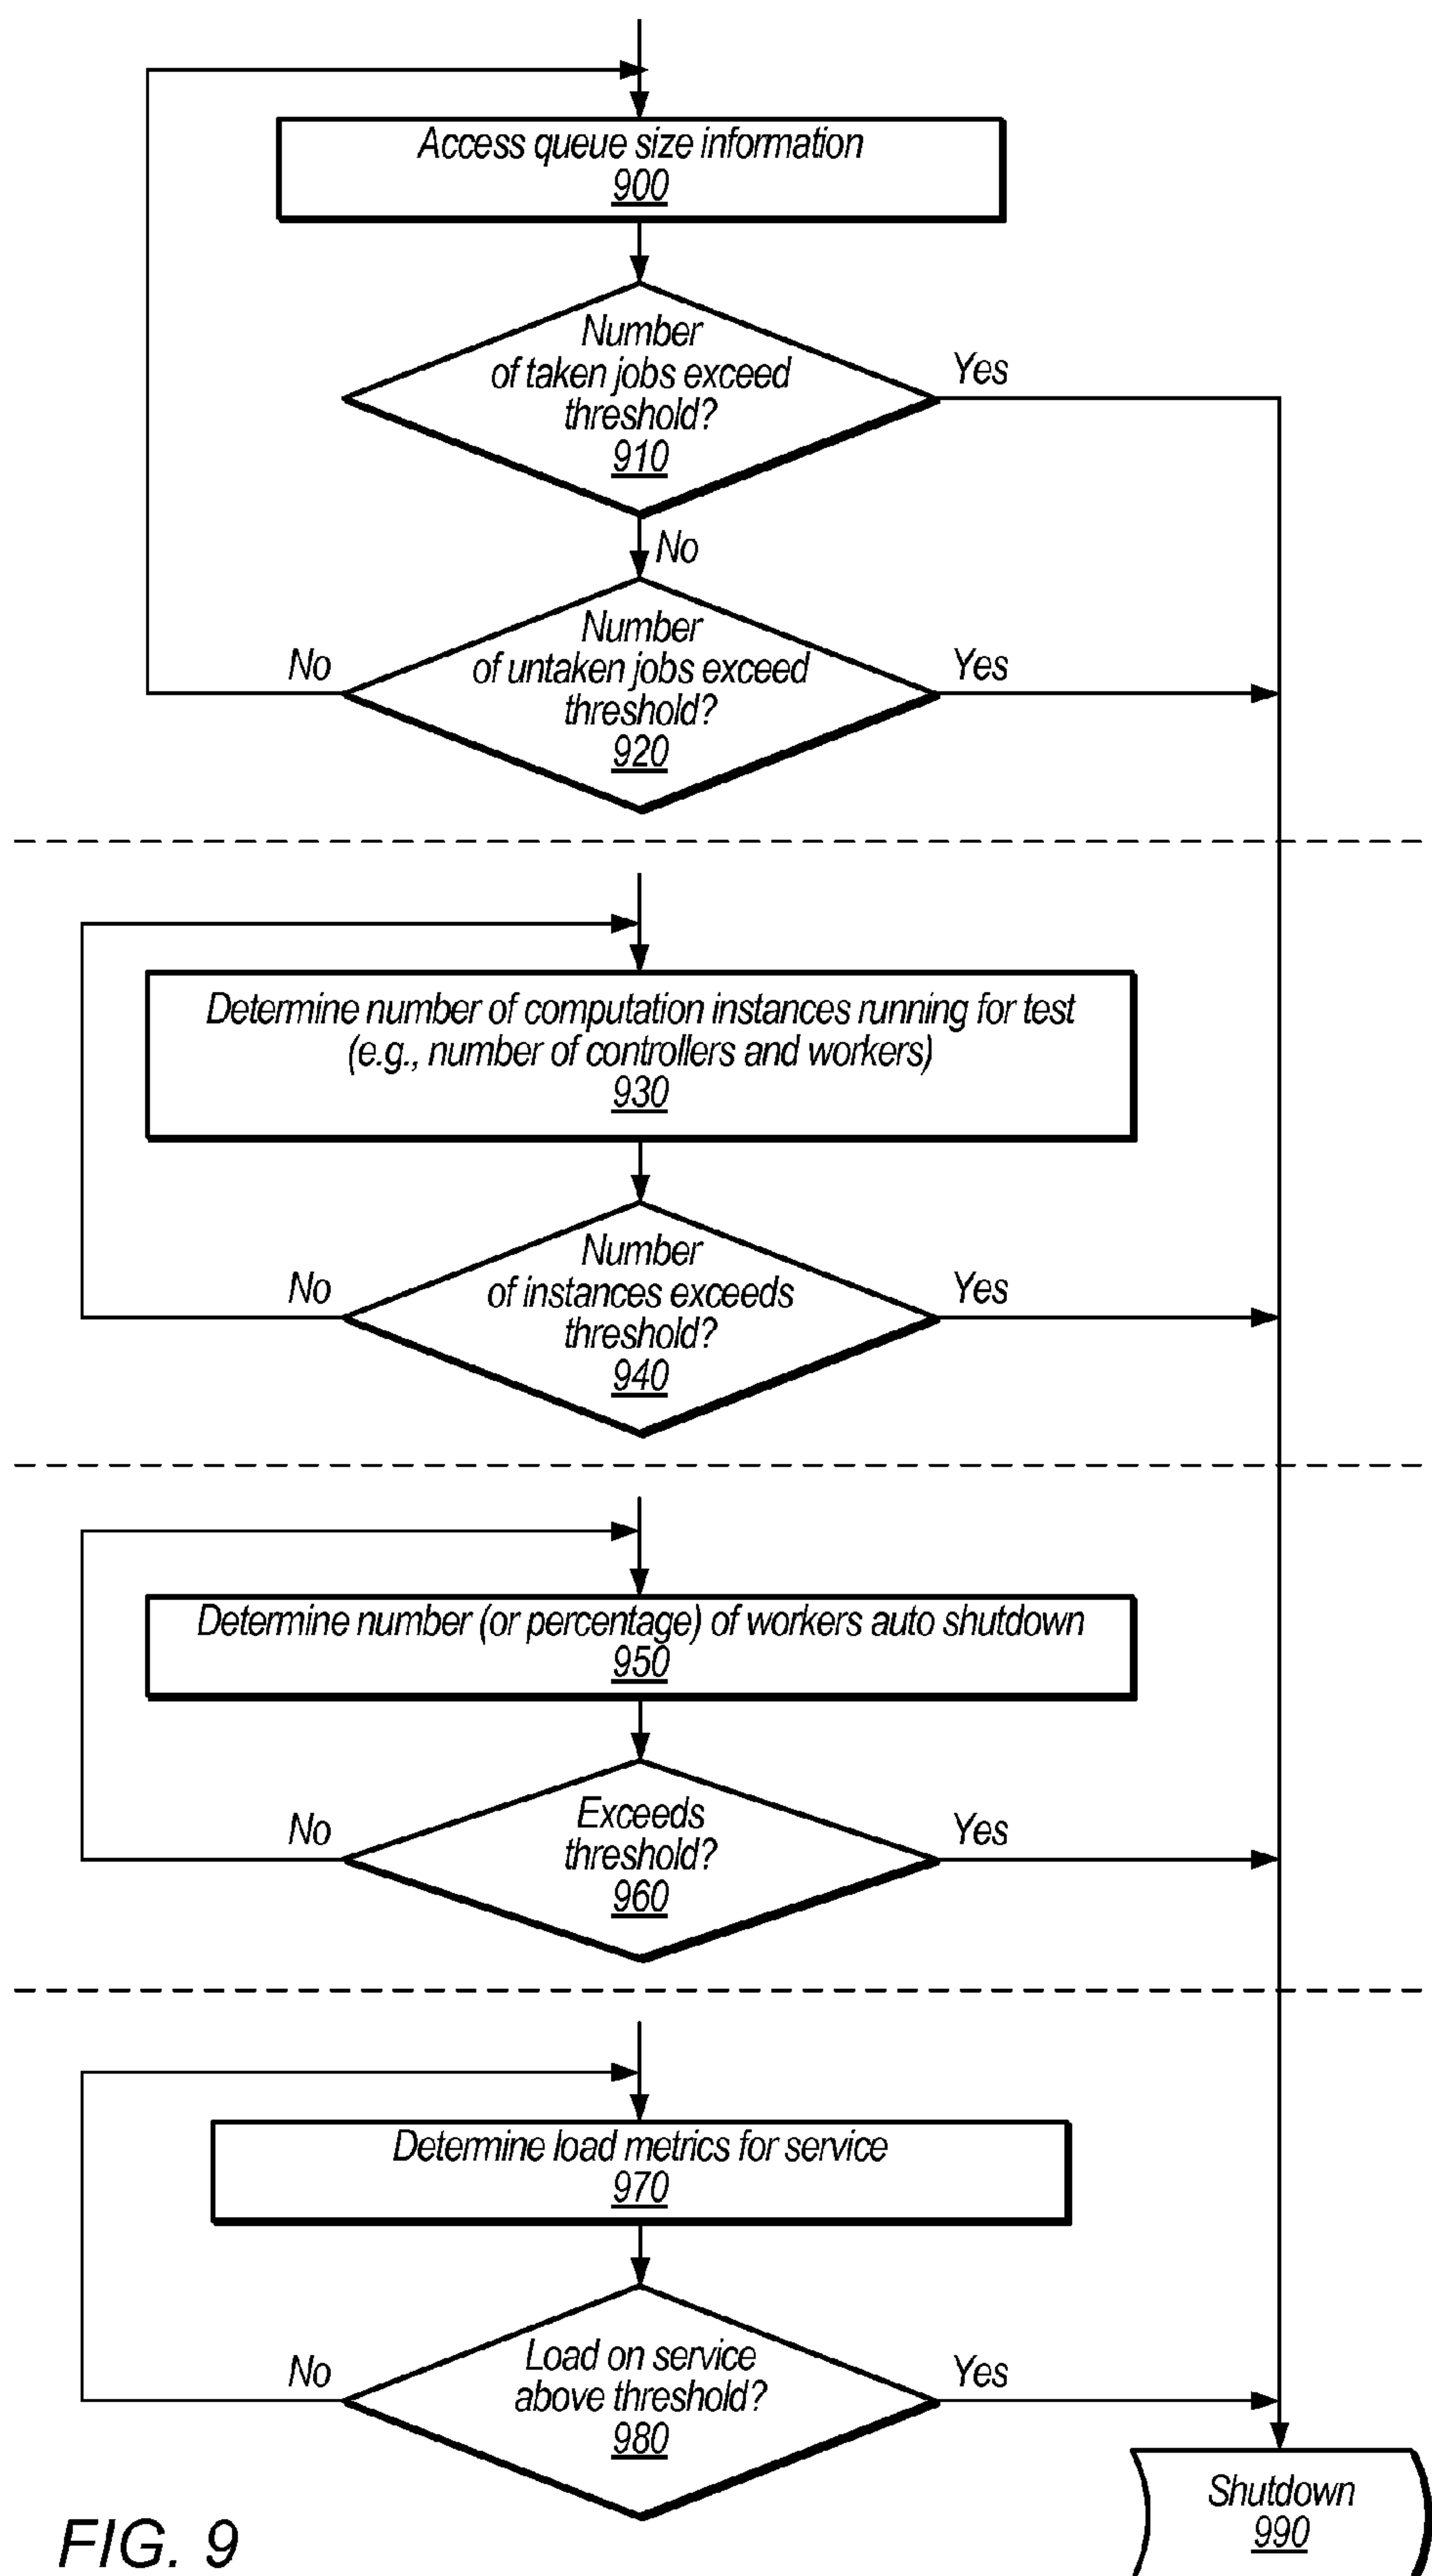 Access queue size information
900
Number
of taken jobs exceed
threshold?
910
Yes
No
Number
of untaken jobs exceed
threshold?
920
No
Yes
Determine number of computation instances running for test
(e.g., number of controllers and workers)
930
Number
of instances exceeds
threshold?
940
No
Yes
Determine number (or percentage) of workers auto shutdown
950
Exceeds
threshold?
960
No
Yes
Determine load metrics for service
970
Load on service
above threshold?
980
No
Yes
Shutdown
990
FIG. 9